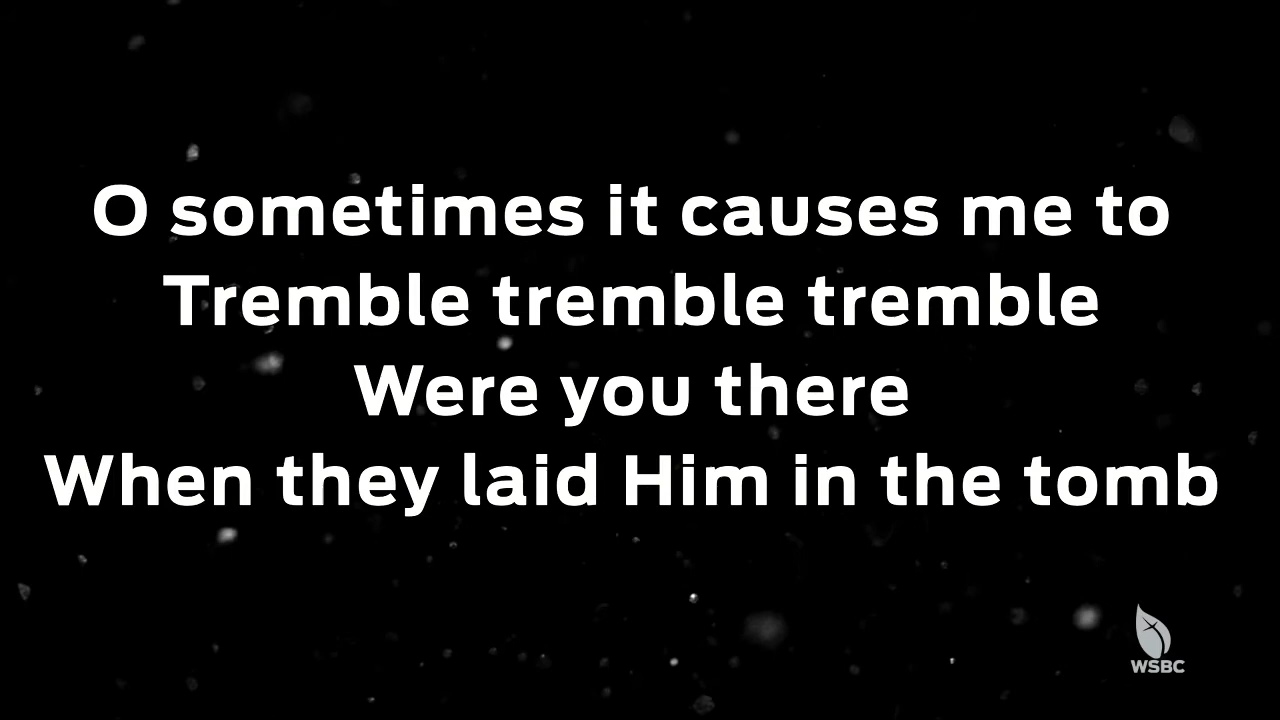 O sometimes it causes me to
Tremble tremble tremble
Were you there
When they laid Him in the tomb
WSBC